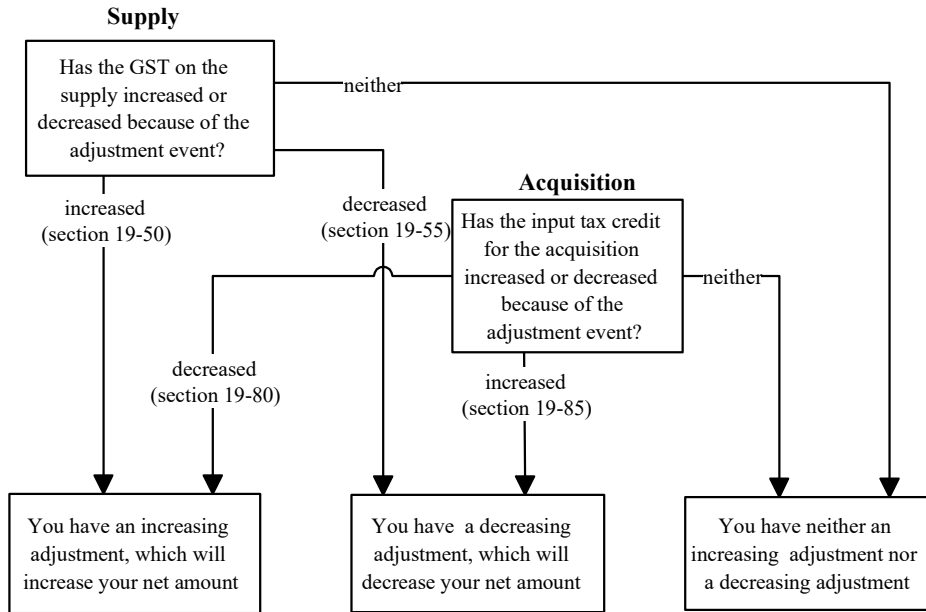 Supply
Has the GST on the
supply increased or
decreased because of the
adjustment event?
neither
increased
(section 19-50)
decreased
(section 19-55)
Acquisition
Has the input tax credit
for the acquisition
increased or decreased
because of the
adjustment event?
neither
decreased
(section 19-80)
increased
(section 19-85)
You have an increasing
adjustment, which will
increase your net amount
You have a decreasing
adjustment, which will
decrease your net amount
You have neither an
increasing adjustment nor
a decreasing adjustment